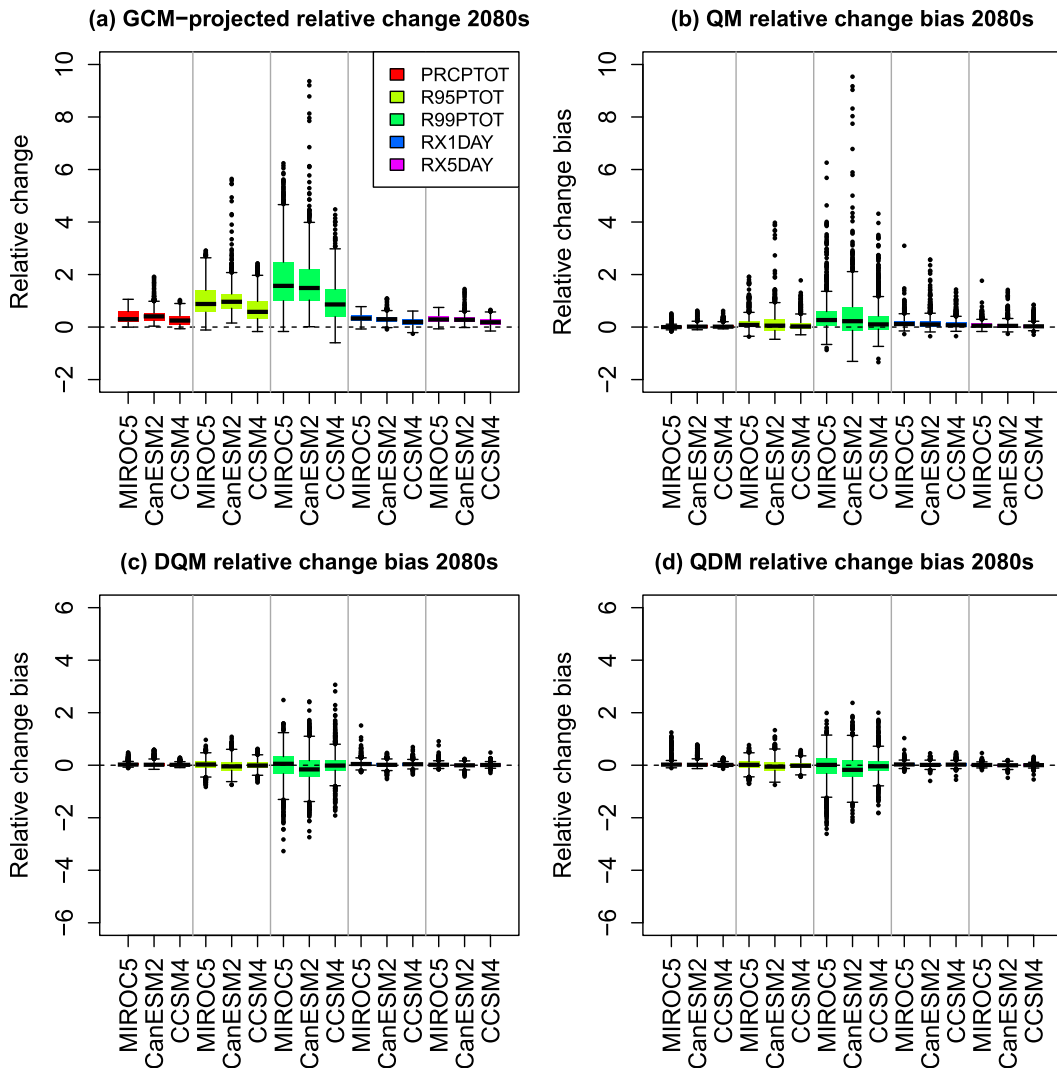 (a) GCM−projected relative change 2080s
Relative change
10
8
6
4
2
0
−2
PRCPTOT
R95PTOT
R99PTOT
RX1DAY
RX5DAY
MIROC5
CanESM2
CCSM4
MIROC5
CanESM2
CCSM4
MIROC5
CanESM2
CCSM4
MIROC5
CanESM2
CCSM4
MIROC5
CanESM2
CCSM4
(b) QM relative change bias 2080s
Relative change bias
10
8
6
4
2
0
−2
MIROC5
CanESM2
CCSM4
MIROC5
CanESM2
CCSM4
MIROC5
CanESM2
CCSM4
MIROC5
CanESM2
CCSM4
MIROC5
CanESM2
CCSM4
(c) DQM relative change bias 2080s
Relative change bias
6
4
2
0
−2
−4
−6
MIROC5
CanESM2
CCSM4
MIROC5
CanESM2
CCSM4
MIROC5
CanESM2
CCSM4
MIROC5
CanESM2
CCSM4
MIROC5
CanESM2
CCSM4
(d) QDM relative change bias 2080s
Relative change bias
6
4
2
0
−2
−4
−6
MIROC5
CanESM2
CCSM4
MIROC5
CanESM2
CCSM4
MIROC5
CanESM2
CCSM4
MIROC5
CanESM2
CCSM4
MIROC5
CanESM2
CCSM4